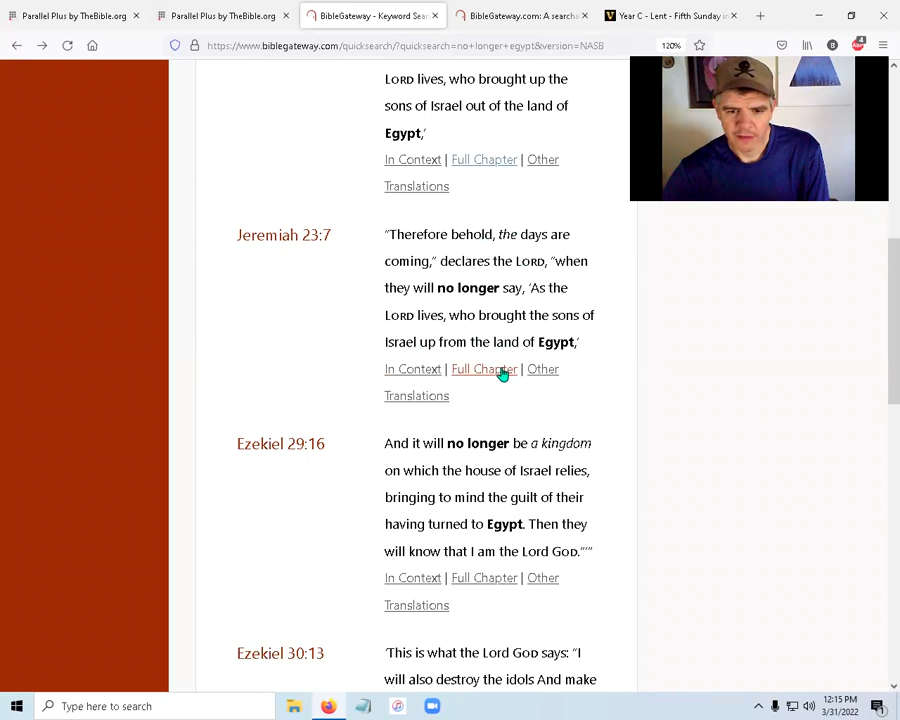 Parallel Plus by TheBible.org
Parallel Plus by TheBible.org
BibleGateway - Keyword Sear
BibleGateway.com: A searcha
V Year C - Lent - Fifth Sunday in
https://www.biblegateway.com/quicksearch/?quicksearch=no+longer+egypt&version=NASB
120%
B
4
LORD lives, who brought up the
sons of Israel out of the land of
Egypt,’
In Context | Full Chapter | Other
Translations
Jeremiah 23:7
“Therefore behold, the days are
coming,” declares the LORD, “when
they will no longer say, ‘As the
LORD lives, who brought the sons of
Israel up from the land of Egypt,’
In Context | Full Chapter | Other
Translations
Ezekiel 29:16
And it will no longer be a kingdom
on which the house of Israel relies,
bringing to mind the guilt of their
having turned to Egypt. Then they
will know that I am the Lord GOD.”’”
In Context | Full Chapter | Other
Translations
Ezekiel 30:13
‘This is what the Lord GOD says: “I
will also destroy the idols And make
Type here to search
12:15 PM
3/31/2022
1